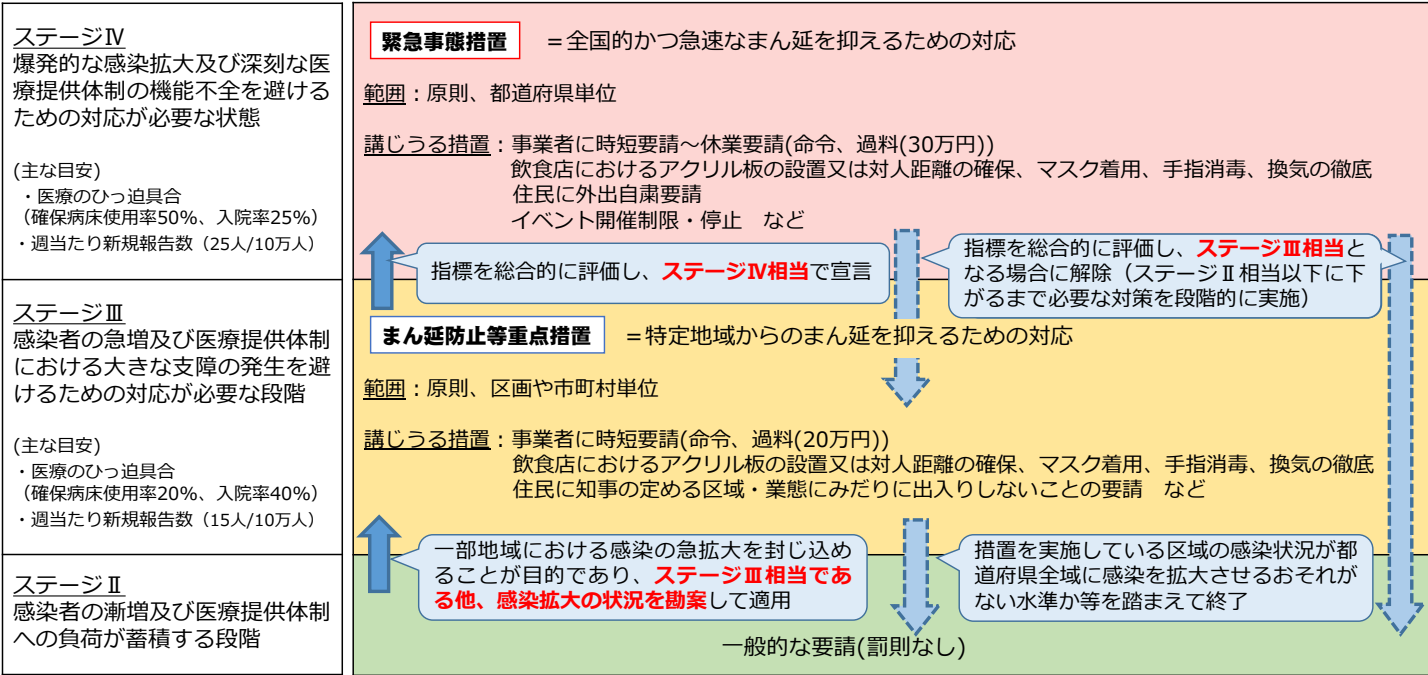 ステージⅣ
爆発的な感染拡大及び深刻な医
療提供体制の機能不全を避ける
ための対応が必要な状態
(主な目安)
・医療のひっ迫具合
（確保病床使用率50%、入院率25%）
・週当たり新規報告数（25人/10万人）
緊急事態措置　＝全国的かつ急速なまん延を抑えるための対応
範囲：原則、都道府県単位
講じうる措置：事業者に時短要請～休業要請(命令、過料(30万円))
飲食店におけるアクリル板の設置又は対人距離の確保、マスク着用、手指消毒、換気の徹底
住民に外出自粛要請
イベント開催制限・停止　など
指標を総合的に評価し、ステージⅣ相当で宣言
指標を総合的に評価し、ステージⅢ相当と
なる場合に解除（ステージⅡ相当以下に下
がるまで必要な対策を段階的に実施）
ステージⅢ
感染者の急増及び医療提供体制
における大きな支障の発生を避
けるための対応が必要な段階
(主な目安)
・医療のひっ迫具合
（確保病床使用率20%、入院率40%）
・週当たり新規報告数（15人/10万人）
まん延防止等重点措置　＝特定地域からのまん延を抑えるための対応
範囲：原則、区画や市町村単位
講じうる措置：事業者に時短要請(命令、過料(20万円))
飲食店におけるアクリル板の設置又は対人距離の確保、マスク着用、手指消毒、換気の徹底
住民に知事の定める区域・業態にみだりに出入りしないことの要請　など
一部地域における感染の急拡大を封じ込め
ることが目的であり、ステージⅢ相当であ
る他、感染拡大の状況を勘案して適用
措置を実施している区域の感染状況が都
道府県全域に感染を拡大させるおそれが
ない水準か等を踏まえて終了
ステージⅡ
感染者の漸増及び医療提供体制
への負荷が蓄積する段階
一般的な要請(罰則なし)